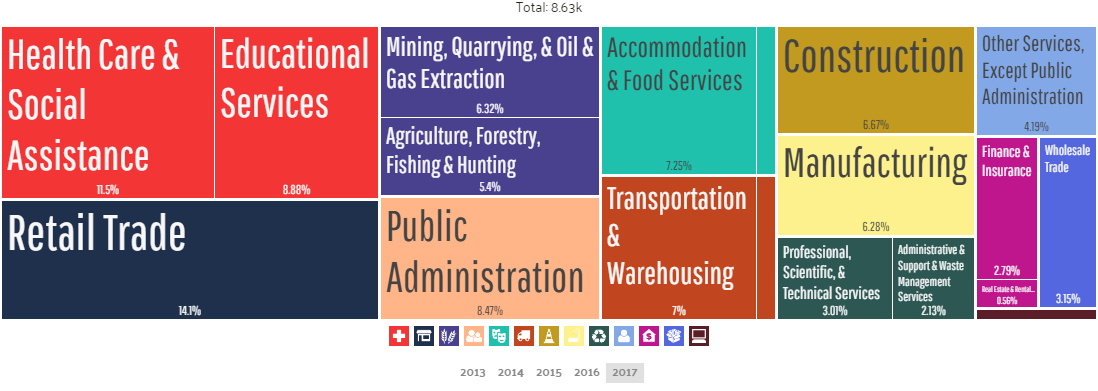 Total: 8.63k
Health Care &
Social
Assistance
11.5%
Educational
Services
8.88%
Retail Trade
14.1%
Mining, Quarrying, & Oil &
Gas Extraction
6.32%
Agriculture, Forestry,
Fishing & Hunting
5.4%
Public
Administration
8.47%
Accommodation
& Food Services
7.25%
Transportation
&
Warehousing
7%
Construction
6.67%
Manufacturing
6.28%
Professional,
Scientific, &
Technical Services
3.01%
Administrative &
Support & Waste
Management
Services
2.13%
Other Services,
Except Public
Administration
4.19%
Finance &
Insurance
2.79%
Real Estate & Rental...
0.56%
Wholesale
Trade
3.15%
2013 2014 2015 2016 2017